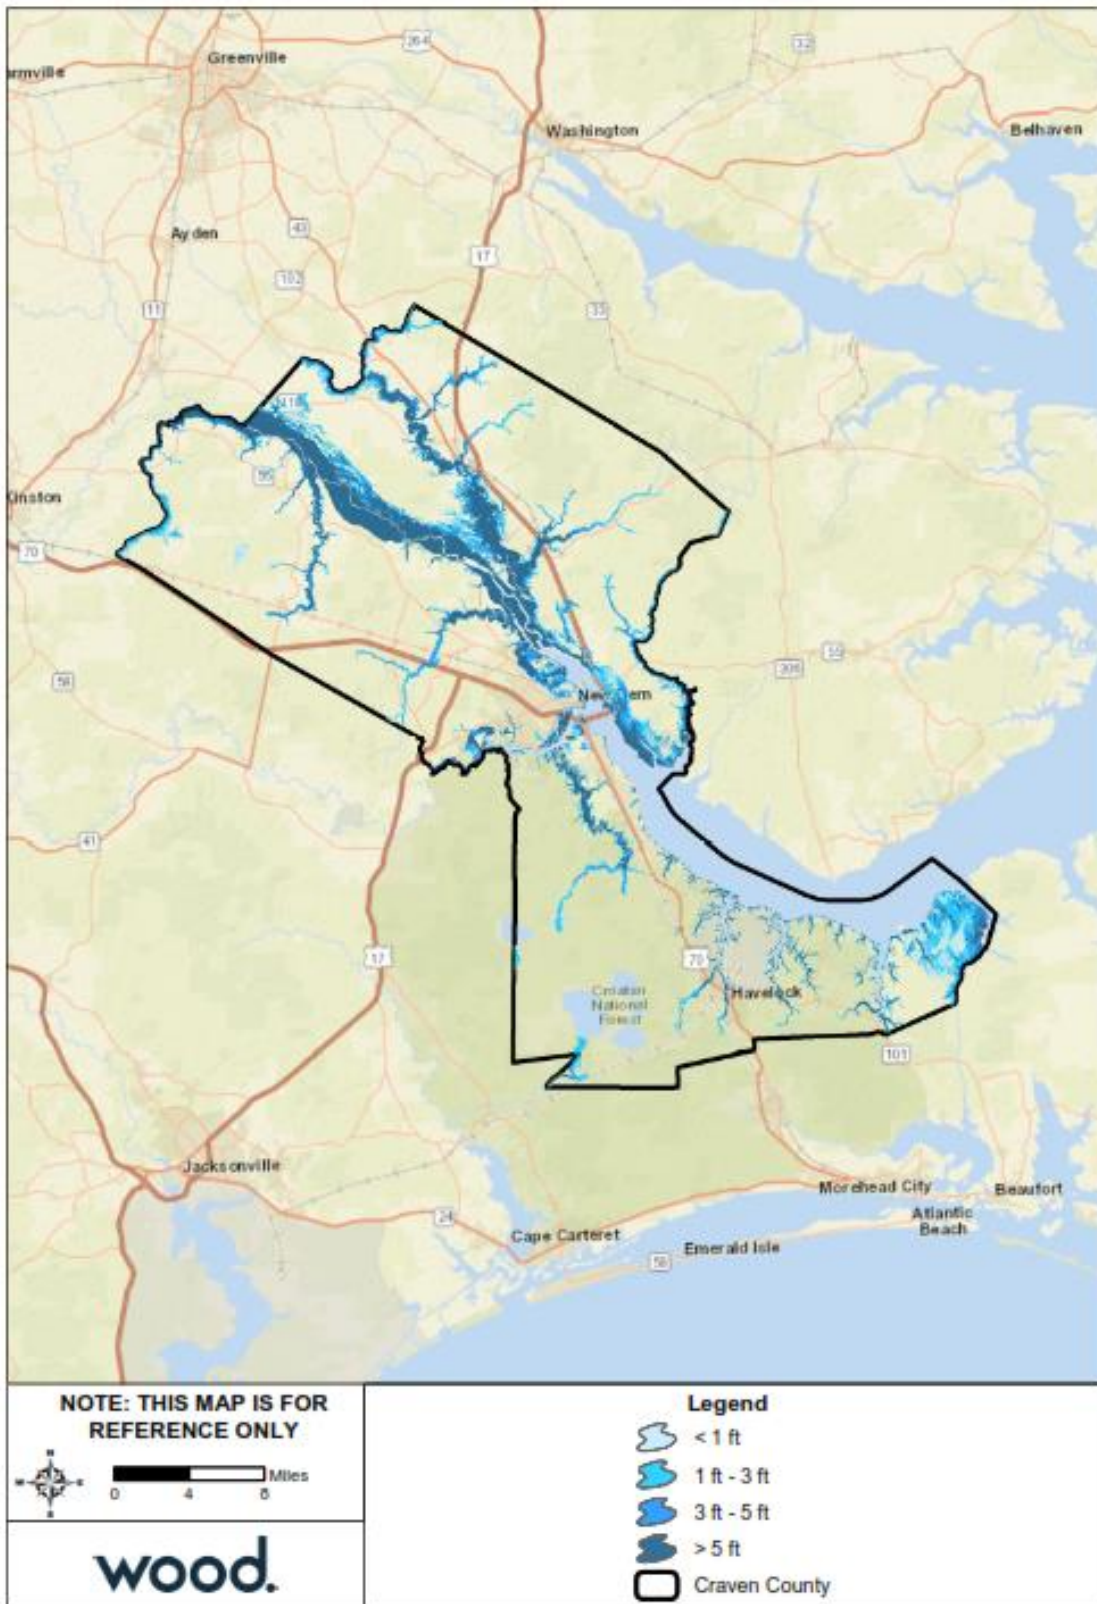 Greenville
264
32
armville
Washington
Belhaven
Ayden
43
17
102
11
33
55
Kinston
70
55
306
58
New Bern
41
17
70
Havelock
Croatan
National
Forest
101
Jacksonville
Morehead City
Beaufort
24
Cape Carteret
Atlantic
Beach
Emerald Isle
58
NOTE: THIS MAP IS FOR
REFERENCE ONLY
N
W E
S
Miles
0 4 8
wood.
Legend
< 1 ft
1 ft - 3 ft
3 ft - 5 ft
> 5 ft
Craven County